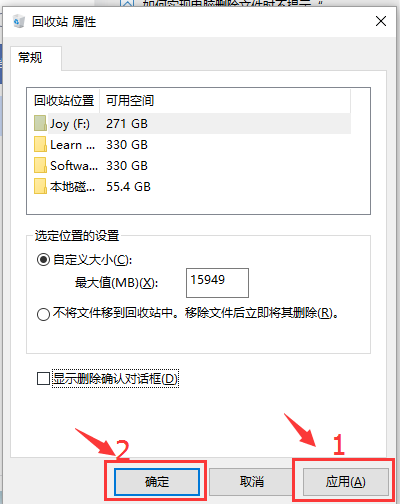 如何实现电脑删除文件时不提示“
回收站 属性
常规
回收站位置 可用空间
Joy (F:) 271 GB
Learn ... 330 GB
Softwa... 330 GB
本地磁... 55.4 GB
选定位置的设置
自定义大小(C):
最大值(MB)(X): 15949
不将文件移到回收站中。移除文件后立即将其删除(R)。
显示删除确认对话框(D)
2 1
确定 取消 应用(A)